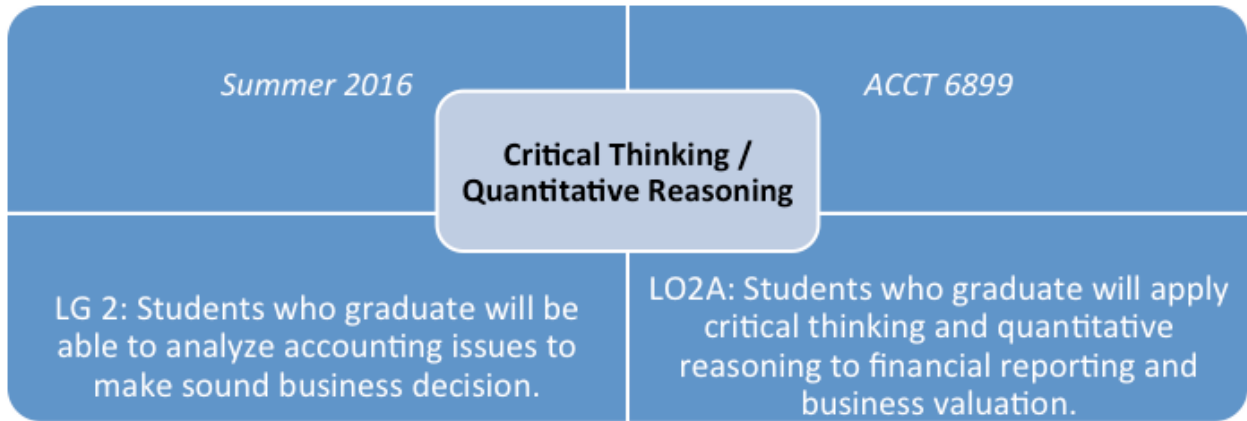 Summer 2016
ACCT 6899
Critical Thinking /
Quantitative Reasoning
LG 2: Students who graduate will be
able to analyze accounting issues to
make sound business decision.
LO2A: Students who graduate will apply
critical thinking and quantitative
reasoning to financial reporting and
business valuation.